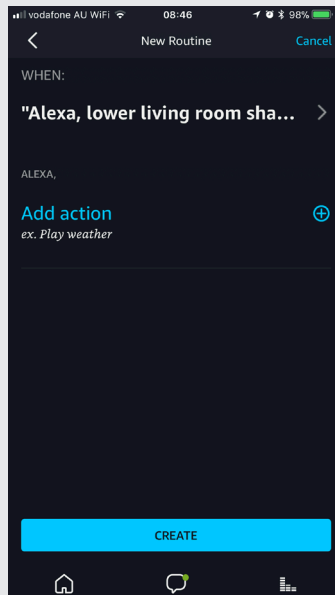 vodafone AU WiFi 08:46 98%
New Routine Cancel
WHEN:
"Alexa, lower living room sha...
ALEXA,
Add action
ex. Play weather
CREATE